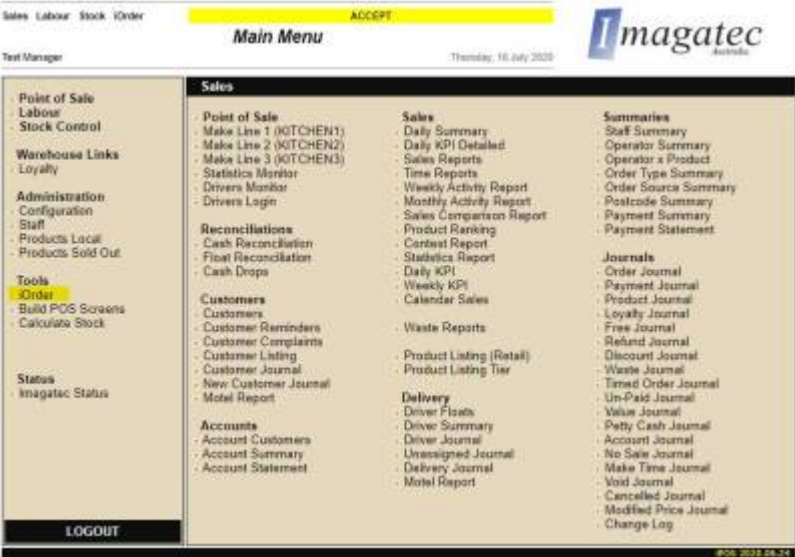 Sales Labour Stock iOrder
ACCEPT
Main Menu
Test Manager
Thursday, 16 July 2020
Imagatec
Australia
Point of Sale
Labour
Stock Control
Warehouse Links
Loyalty
Administration
Configuration
Staff
Products Local
Products Sold Out
Tools
iOrder
Build POS Screens
Calculate Stock
Status
Imagatec Status
LOGOUT
Sales
Point of Sale
Make Line 1 (KITCHEN1)
Make Line 2 (KITCHEN2)
Make Line 3 (KITCHEN3)
Statistics Monitor
Drivers Monitor
Drivers Login
Reconciliations
Cash Reconciliation
Float Reconciliation
Cash Drops
Customers
Customers
Customer Reminders
Customer Complaints
Customer Listing
Customer Journal
New Customer Journal
Motel Report
Accounts
Account Customers
Account Summary
Account Statement
Sales
Daily Summary
Daily KPI Detailed
Sales Reports
Time Reports
Weekly Activity Report
Monthly Activity Report
Sales Comparison Report
Product Ranking
Contest Report
Statistics Report
Daily KPI
Weekly KPI
Calendar Sales
Waste Reports
Product Listing (Retail)
Product Listing Tier
Delivery
Driver Floats
Driver Summary
Driver Journal
Unassigned Journal
Delivery Journal
Motel Report
Summaries
Staff Summary
Operator Summary
Operator x Product
Order Type Summary
Order Source Summary
Postcode Summary
Payment Summary
Payment Statement
Journals
Order Journal
Payment Journal
Product Journal
Loyalty Journal
Free Journal
Refund Journal
Discount Journal
Waste Journal
Timed Order Journal
Un-Paid Journal
Value Journal
Petty Cash Journal
Account Journal
No Sale Journal
Make Time Journal
Void Journal
Cancelled Journal
Modified Price Journal
Change Log
iPOS 2020.06.24